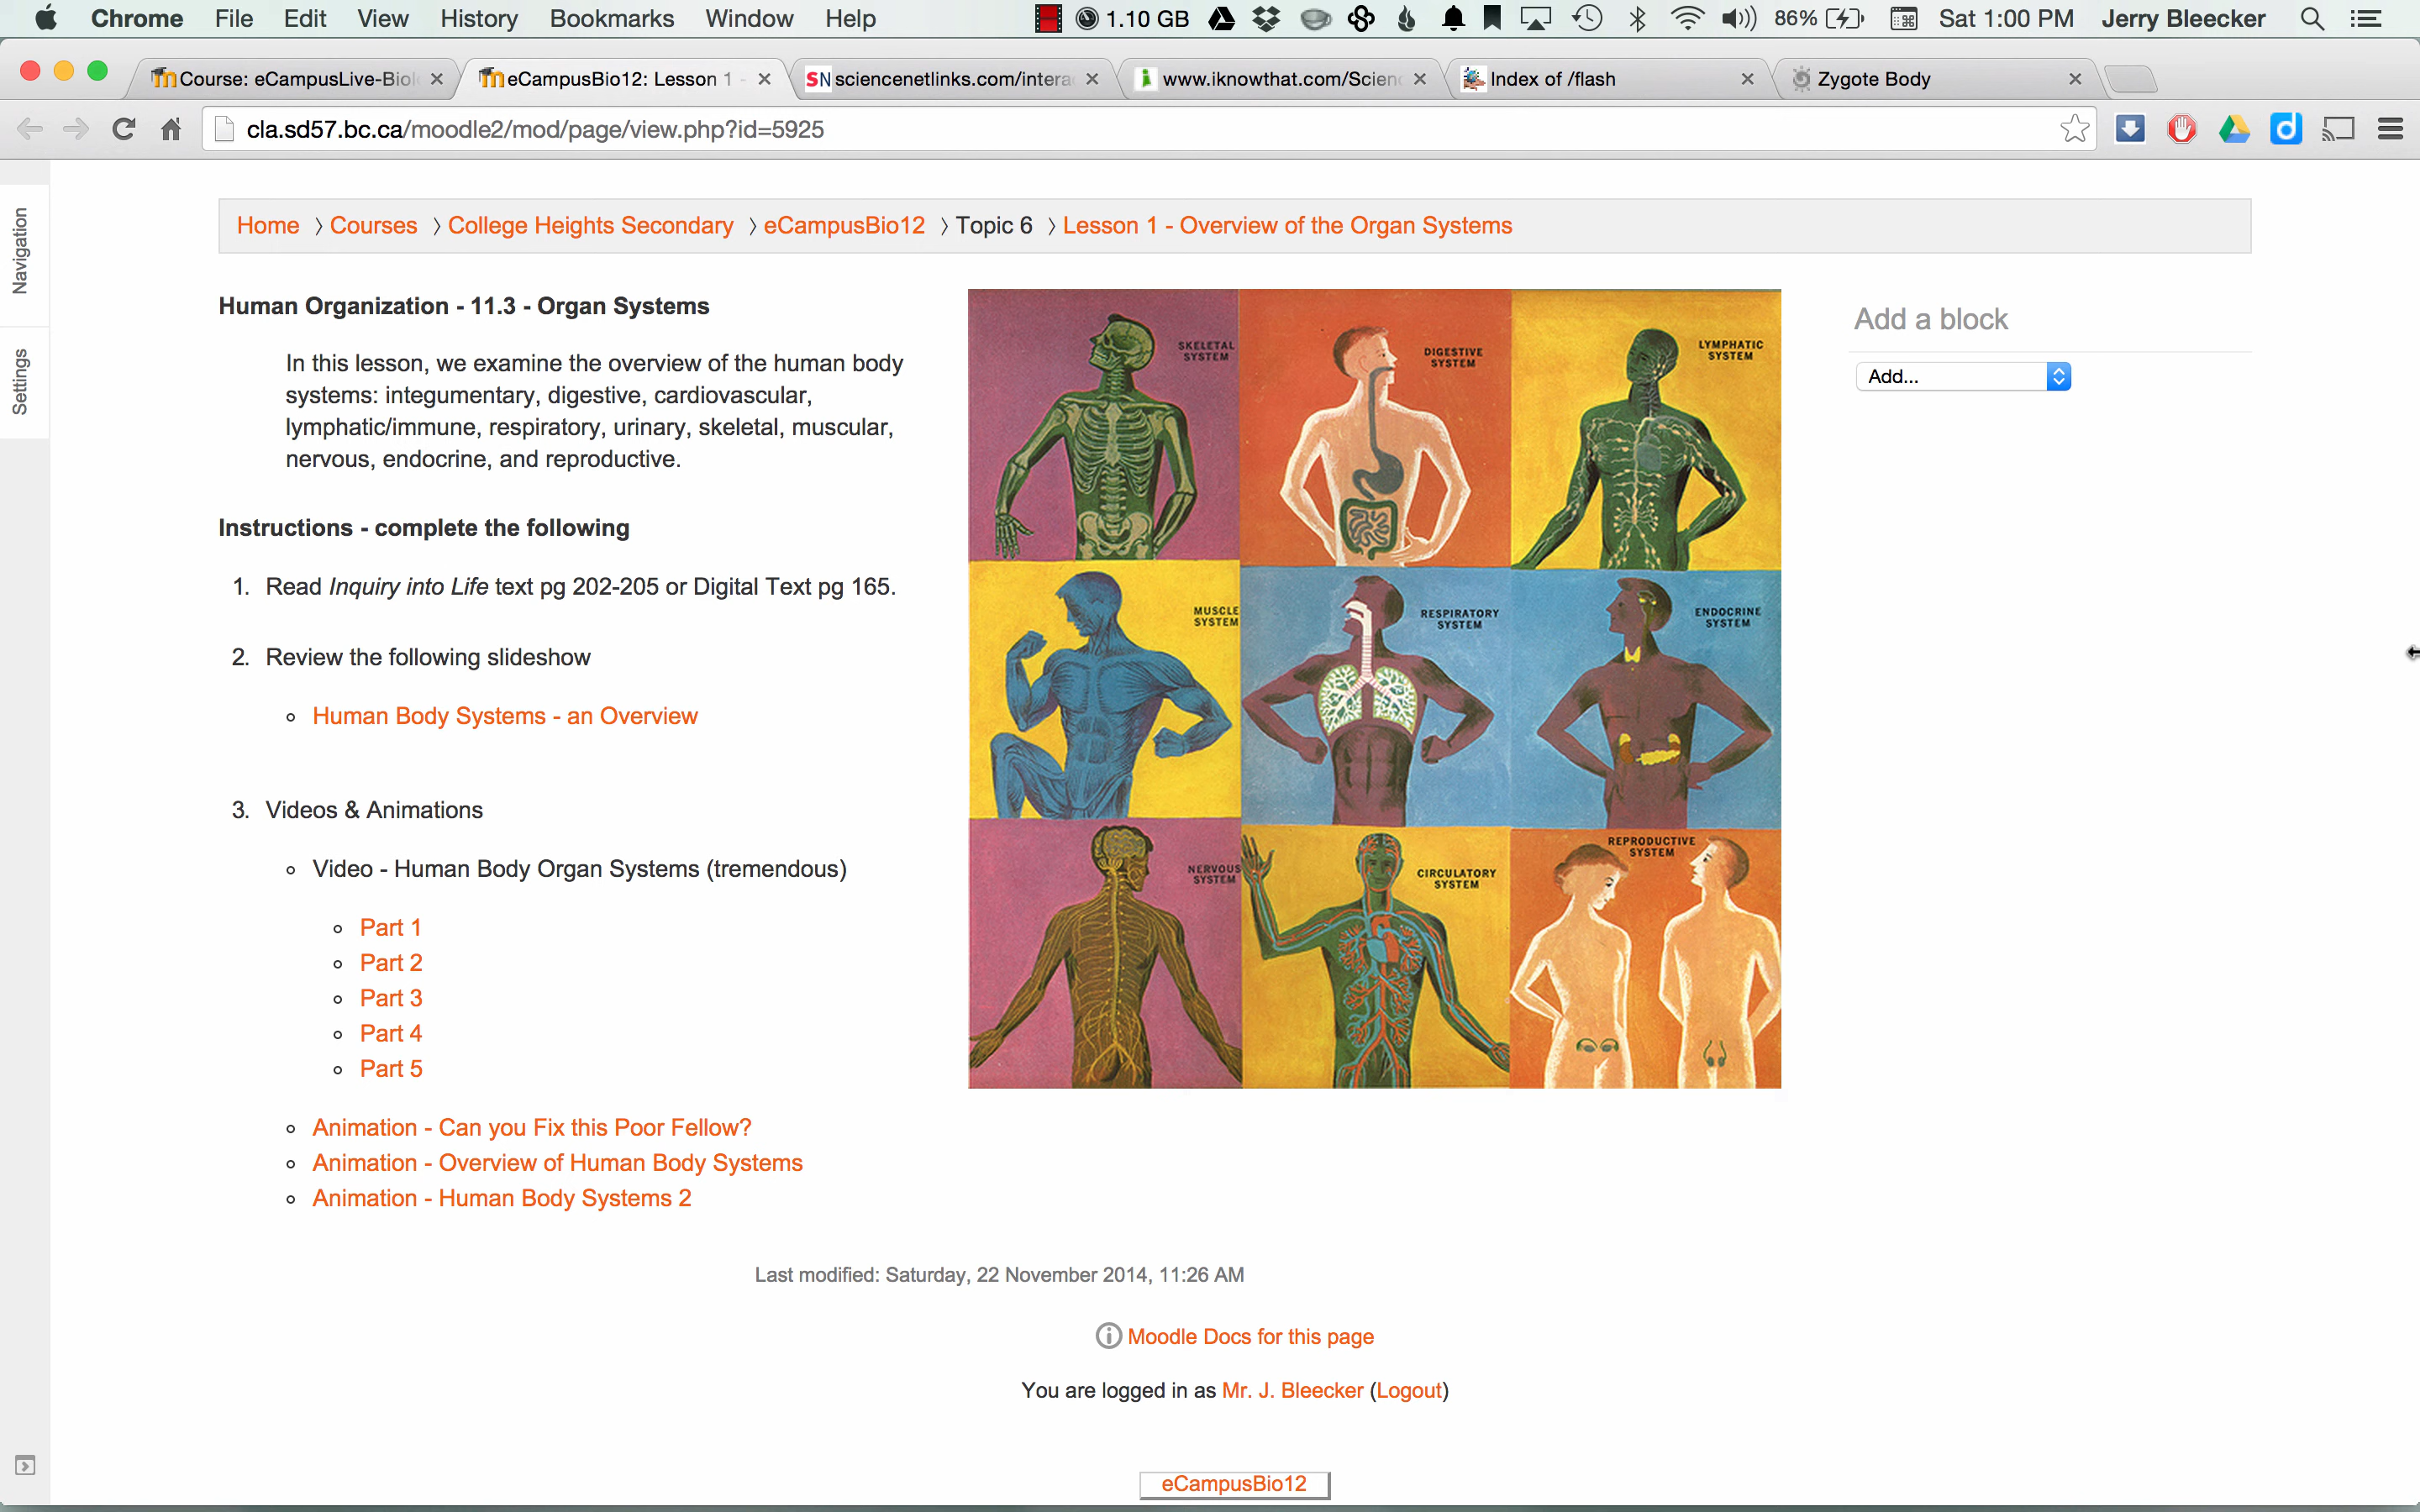 Chrome File Edit View History Bookmarks Window Help 1.10 GB 86% Sat 1:00 PM Jerry Bleecker
Course: eCampusLive-Biol eCampusBio12: Lesson 1 - SN sciencenetlinks.com/intera www.iknowthat.com/Scienc Index of /flash Zygote Body
cla.sd57.bc.ca/moodle2/mod/page/view.php?id=5925
Navigation
Settings
Home › Courses › College Heights Secondary › eCampusBio12 › Topic 6 › Lesson 1 - Overview of the Organ Systems
Human Organization - 11.3 - Organ Systems
In this lesson, we examine the overview of the human body
systems: integumentary, digestive, cardiovascular,
lymphatic/immune, respiratory, urinary, skeletal, muscular,
nervous, endocrine, and reproductive.
Instructions - complete the following
1. Read Inquiry into Life text pg 202-205 or Digital Text pg 165.
2. Review the following slideshow
Human Body Systems - an Overview
3. Videos & Animations
Video - Human Body Organ Systems (tremendous)
Part 1
Part 2
Part 3
Part 4
Part 5
Animation - Can you Fix this Poor Fellow?
Animation - Overview of Human Body Systems
Animation - Human Body Systems 2
SKELETAL
SYSTEM
DIGESTIVE
SYSTEM
LYMPHATIC
SYSTEM
MUSCLE
SYSTEM
RESPIRATORY
SYSTEM
ENDOCRINE
SYSTEM
NERVOUS
SYSTEM
CIRCULATORY
SYSTEM
REPRODUCTIVE
SYSTEM
Add a block
Add...
Last modified: Saturday, 22 November 2014, 11:26 AM
Moodle Docs for this page
You are logged in as Mr. J. Bleecker (Logout)
eCampusBio12